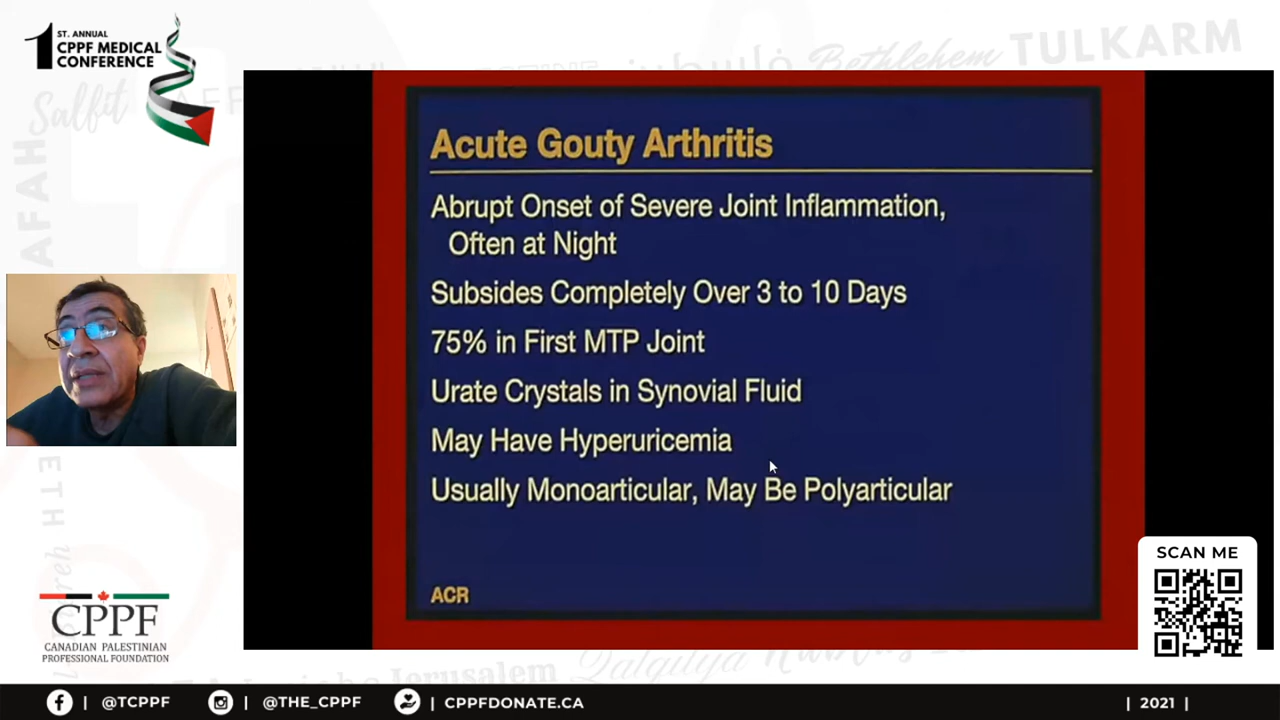 1 ST. ANNUAL
CPPF MEDICAL
CONFERENCE
Salfit
Bethlehem
TULKARM
Acute Gouty Arthritis
Abrupt Onset of Severe Joint Inflammation,
Often at Night
Subsides Completely Over 3 to 10 Days
75% in First MTP Joint
Urate Crystals in Synovial Fluid
May Have Hyperuricemia
Usually Monoarticular, May Be Polyarticular
ACR
SCAN ME
CPPF
CANADIAN PALESTINIAN
PROFESSIONAL FOUNDATION
Jerusalem
Qalqilya
| @TCPPF | @THE_CPPF | CPPFDONATE.CA | 2021 |